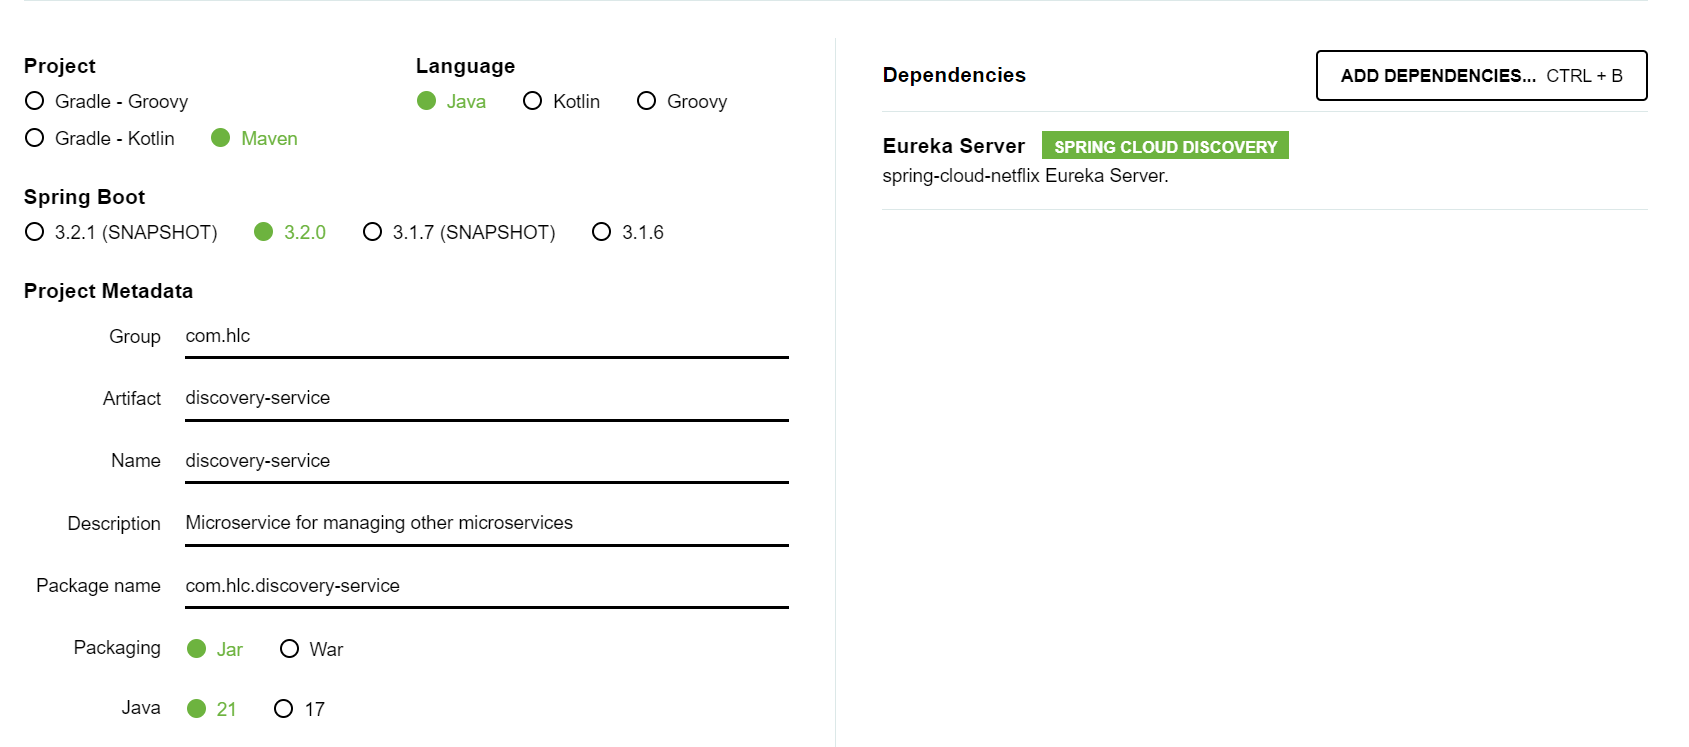 Project
Gradle - Groovy
Gradle - Kotlin Maven
Language
Java Kotlin Groovy
Spring Boot
3.2.1 (SNAPSHOT) 3.2.0 3.1.7 (SNAPSHOT) 3.1.6
Project Metadata
Group com.hlc
Artifact discovery-service
Name discovery-service
Description Microservice for managing other microservices
Package name com.hlc.discovery-service
Packaging Jar War
Java 21 17
Dependencies ADD DEPENDENCIES... CTRL + B
Eureka Server SPRING CLOUD DISCOVERY
spring-cloud-netflix Eureka Server.